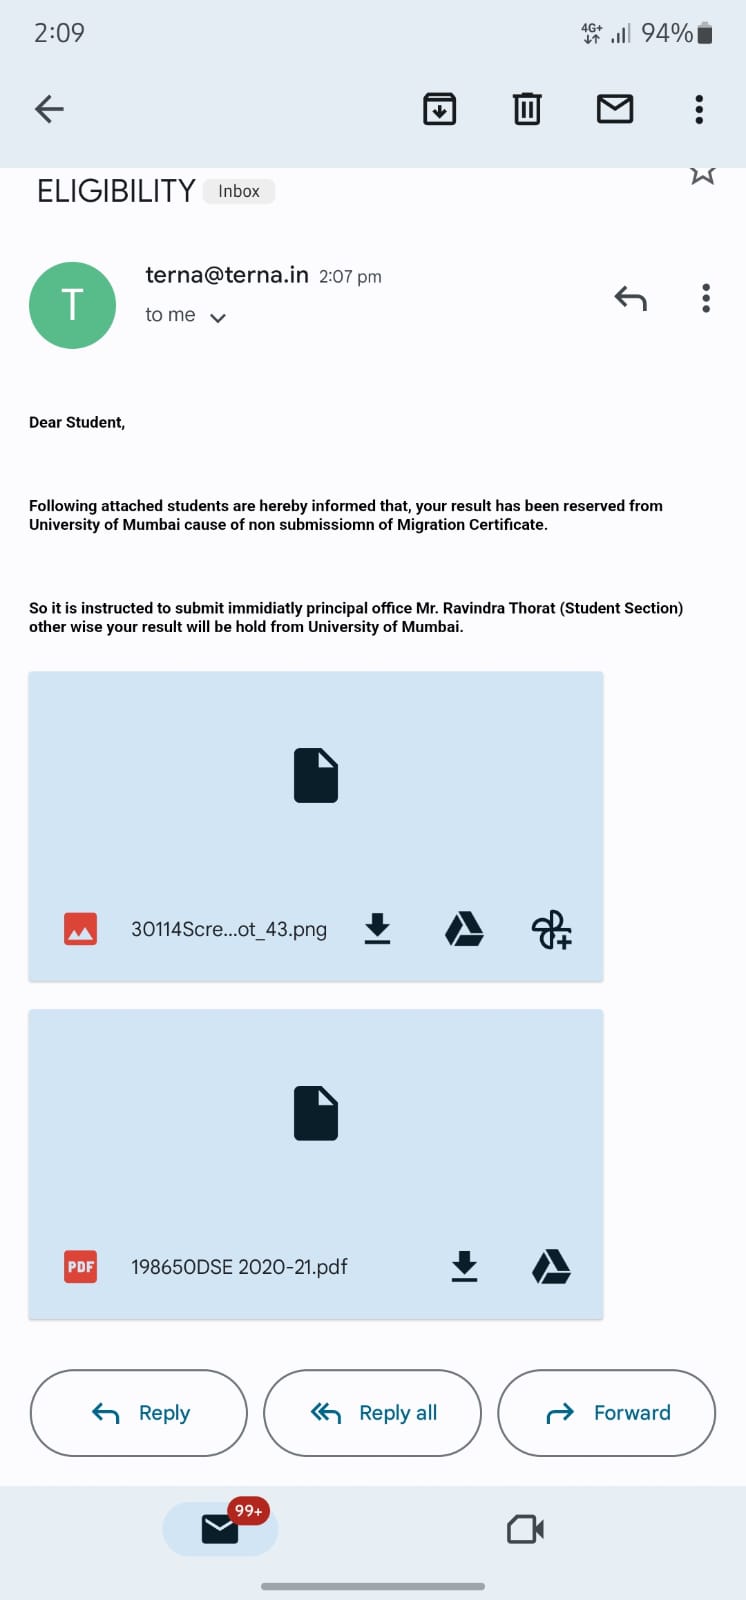 2:09
4G+ 94%
ELIGIBILITY Inbox
T
terna@terna.in 2:07 pm
to me
Dear Student,
Following attached students are hereby informed that, your result has been reserved from
University of Mumbai cause of non submissiomn of Migration Certificate.
So it is instructed to submit immidiatly principal office Mr. Ravindra Thorat (Student Section)
other wise your result will be hold from University of Mumbai.
30114Scre...ot_43.png
PDF 198650DSE 2020-21.pdf
Reply Reply all Forward
99+